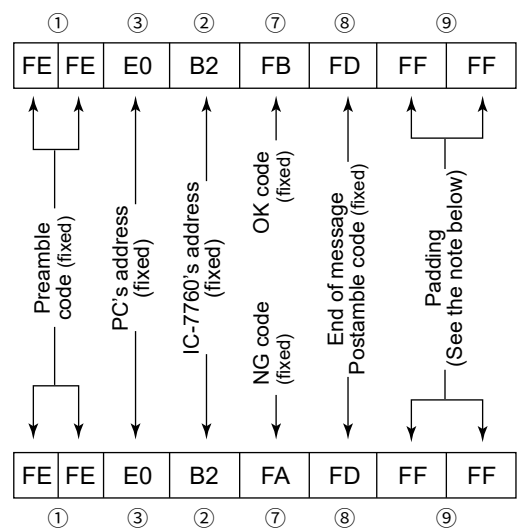 ① ③ ② ⑦ ⑧ ⑨
FE FE E0 B2 FB FD FF FF
Preamble
code (fixed)
PC's address
(fixed)
IC-7760's address
(fixed)
OK code
(fixed)
NG code
(fixed)
End of message
Postamble code (fixed)
Padding
(See the note below)
FE FE E0 B2 FA FD FF FF
① ③ ② ⑦ ⑧ ⑨